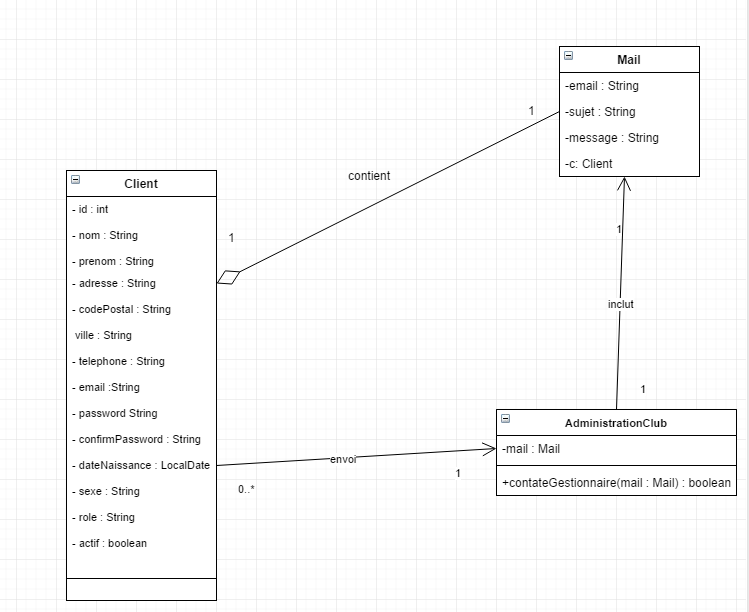 Mail
-email : String
-sujet : String
-message : String
-c: Client
1
contient
1
Client
- id : int
- nom : String
- prenom : String
- adresse : String
- codePostal : String
ville : String
- telephone : String
- email :String
- password String
- confirmPassword : String
- dateNaissance : LocalDate
- sexe : String
- role : String
- actif : boolean
1
inclut
1
AdministrationClub
-mail : Mail
+contateGestionnaire(mail : Mail) : boolean
envoi
0..*
1